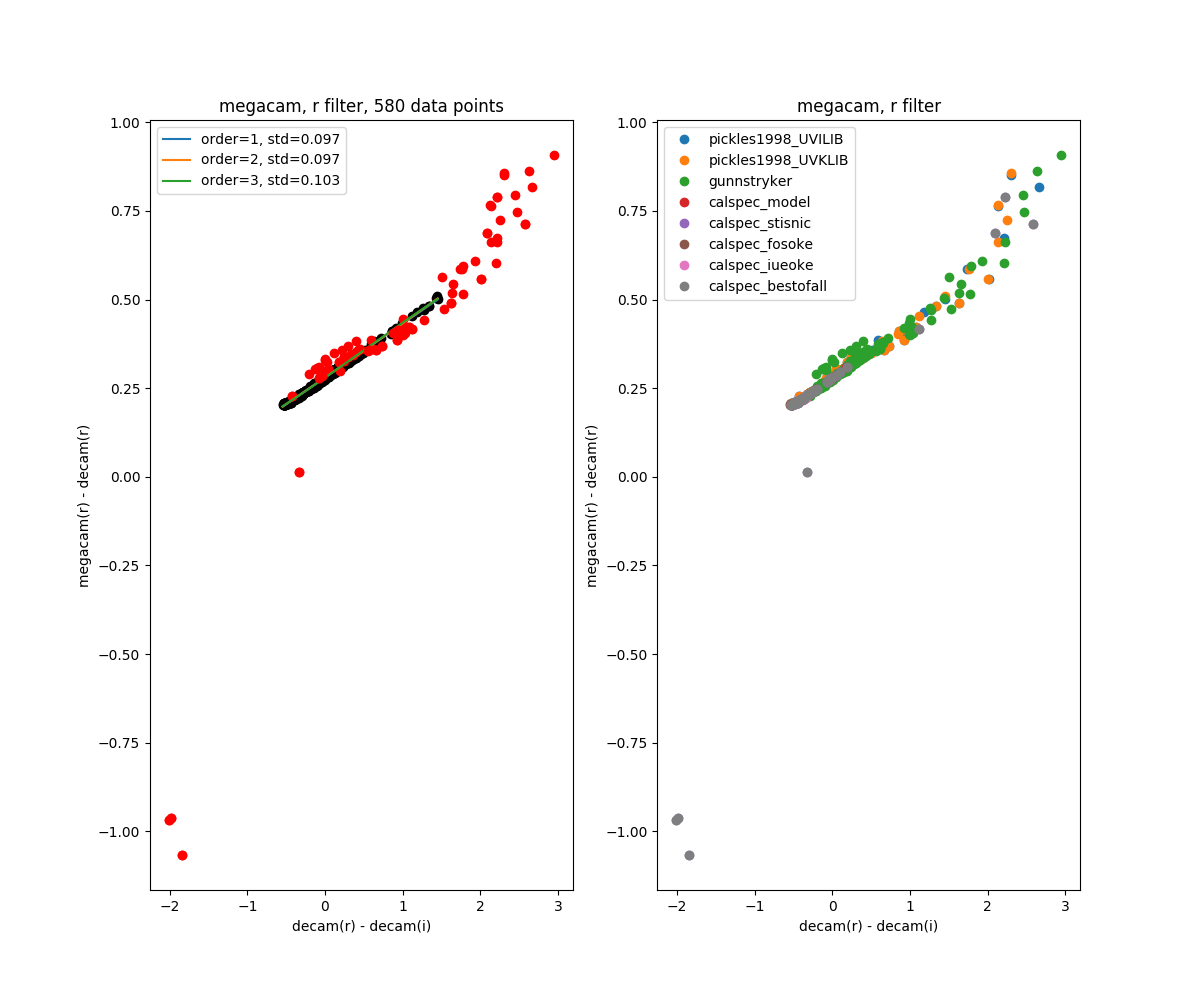 megacam, r filter, 580 data points
order=1, std=0.097
order=2, std=0.097
order=3, std=0.103
1.00
0.75
0.50
0.25
0.00
−0.25
−0.50
−0.75
−1.00
megacam(r) - decam(r)
−2
−1
0
1
2
3
decam(r) - decam(i)
megacam, r filter
pickles1998_UVILIB
pickles1998_UVKLIB
gunnstryker
calspec_model
calspec_stisnic
calspec_fosoke
calspec_iueoke
calspec_bestofall
1.00
0.75
0.50
0.25
0.00
−0.25
−0.50
−0.75
−1.00
megacam(r) - decam(r)
−2
−1
0
1
2
3
decam(r) - decam(i)